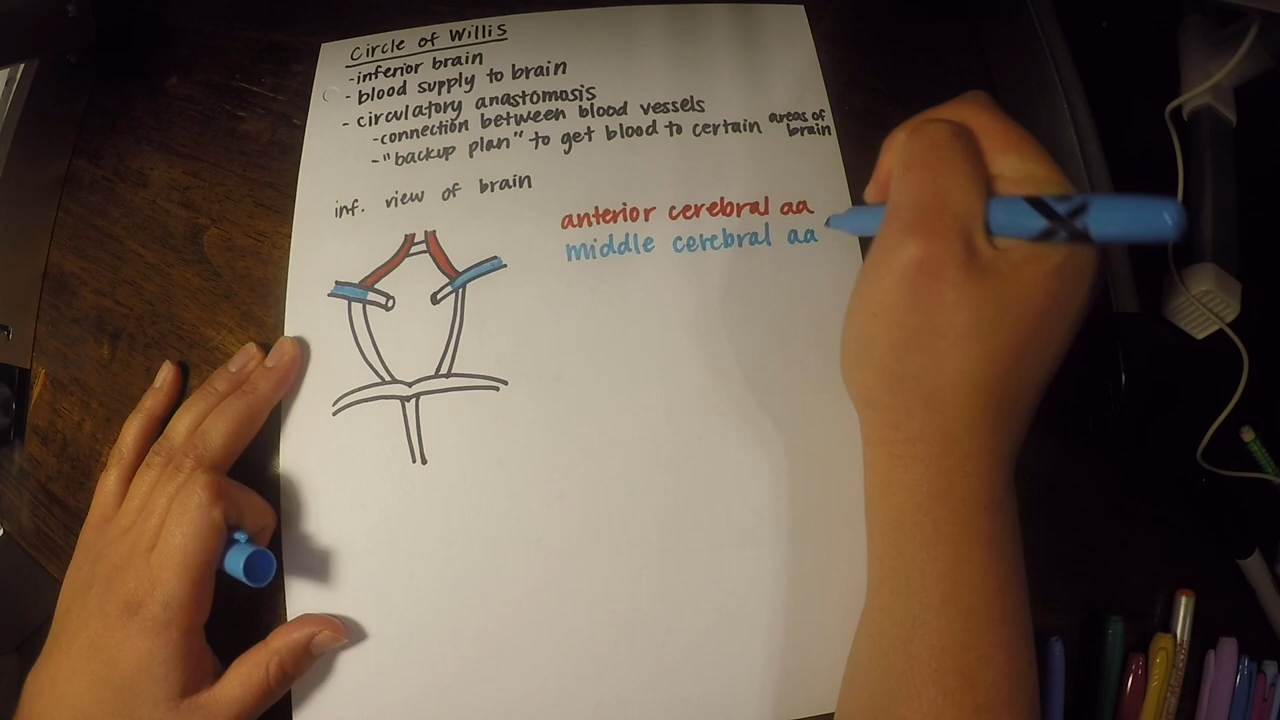 Circle of Willis
-inferior brain
- blood supply to brain
- circulatory anastomosis
-connection between blood vessels
-"backup plan" to get blood to certain areas of brain
inf. view of brain
anterior cerebral aa
middle cerebral aa